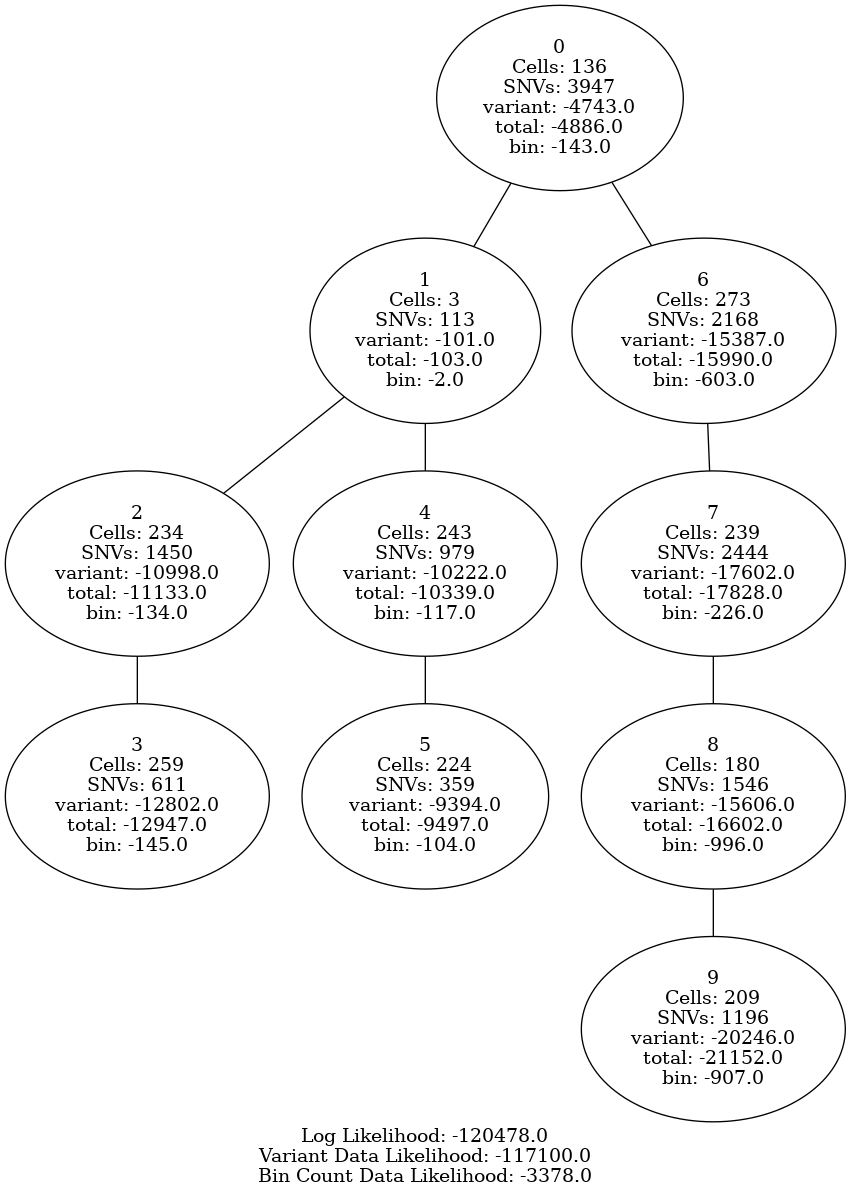 0
Cells: 136
SNVs: 3947
variant: -4743.0
total: -4886.0
bin: -143.0
1
Cells: 3
SNVs: 113
variant: -101.0
total: -103.0
bin: -2.0
6
Cells: 273
SNVs: 2168
variant: -15387.0
total: -15990.0
bin: -603.0
2
Cells: 234
SNVs: 1450
variant: -10998.0
total: -11133.0
bin: -134.0
4
Cells: 243
SNVs: 979
variant: -10222.0
total: -10339.0
bin: -117.0
7
Cells: 239
SNVs: 2444
variant: -17602.0
total: -17828.0
bin: -226.0
3
Cells: 259
SNVs: 611
variant: -12802.0
total: -12947.0
bin: -145.0
5
Cells: 224
SNVs: 359
variant: -9394.0
total: -9497.0
bin: -104.0
8
Cells: 180
SNVs: 1546
variant: -15606.0
total: -16602.0
bin: -996.0
9
Cells: 209
SNVs: 1196
variant: -20246.0
total: -21152.0
bin: -907.0
Log Likelihood: -120478.0
Variant Data Likelihood: -117100.0
Bin Count Data Likelihood: -3378.0